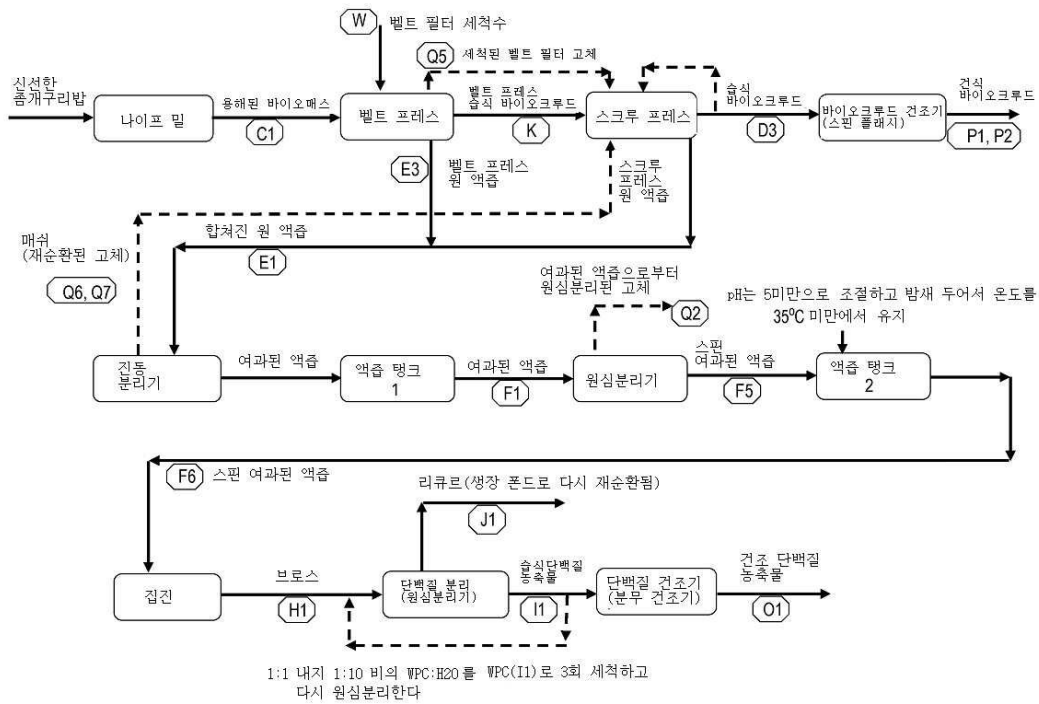 W
벨트 필터 세척수
Q5
세척된 벨트 필터 고체
신선한
좀개구리밥
나이프 밀
용해된 바이오매스
C1
벨트 프레스
벨트 프레스
습식 바이오크루드
K
스크루 프레스
습식
바이오크루드
D3
바이오크루드 건조기
(스핀 플래시)
건식
바이오크루드
P1, P2
E3
벨트 프레스
원 액즙
스크루
프레스
원 액즙
매쉬
(재순환된 고체)
Q6, Q7
합쳐진 원 액즙
E1
여과된 액즙으로부터
원심분리된 고체
Q2
pH는 5미만으로 조절하고 밤새 두어서 온도를
35⁰C 미만에서 유지
진동
분리기
여과된 액즙
액즙 탱크
1
여과된 액즙
F1
원심분리기
스핀
여과된 액즙
F5
액즙 탱크
2
F6
스핀 여과된 액즙
리큐르(생장 폰드로 다시 재순환됨)
J1
집진
브로스
H1
단백질 분리
(원심분리기)
습식단백질
농축물
I1
단백질 건조기
(분무 건조기)
건조 단백질
농축물
O1
1:1 내지 1:10 비의 WPC:H2O를 WPC(I1)로 3회 세척하고
다시 원심분리한다